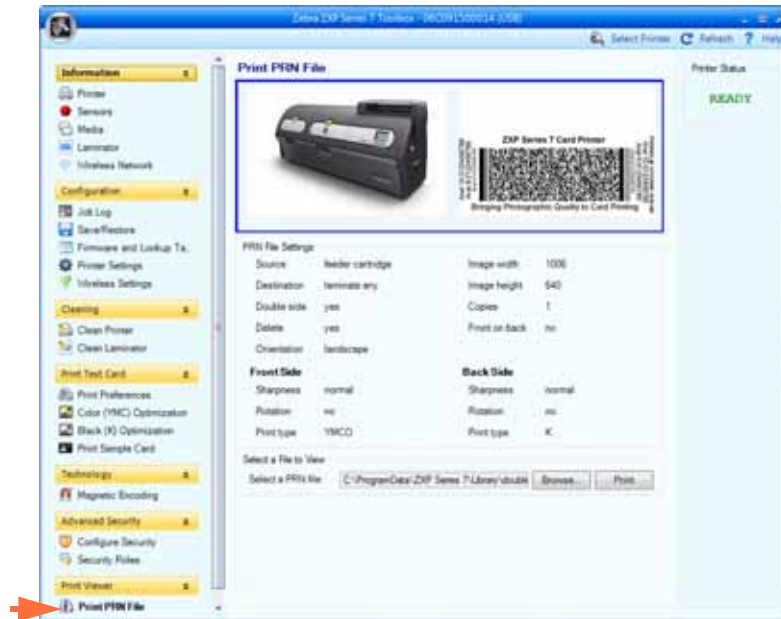 Zebra ZXP Series 7 Toolbox - 06C091500014 (USB)
Select Printer
Refresh
? Help
Information
Printer
Sensors
Media
Laminator
Wireless Network
Configuration
Job Log
Save/Restore
Firmware and Lookup Ta.
Printer Settings
Wireless Settings
Cleaning
Clean Printer
Clean Laminator
Print Test Card
Print Preferences
Color (YMC) Optimization
Black (K) Optimization
Print Sample Card
Technology
Magnetic Encoding
Advanced Security
Configure Security
Security Roles
Print Viewer
Print PRN File
Print PRN File
ZXP Series 7 Card Printer
Bringing Photographic Quality to Card Printing
PRN File Settings
Source feeder cartridge Image width 1006
Destination laminate any Image height 640
Double side yes Copies 1
Delete yes Front on back no
Orientation landscape
Front Side Back Side
Sharpness normal Sharpness normal
Rotation no Rotation no
Print type YMCO Print type K
Select a File to View
Select a PRN file C:\ProgramData\ZXP Series 7\Library\double Browse... Print
Printer Status
READY